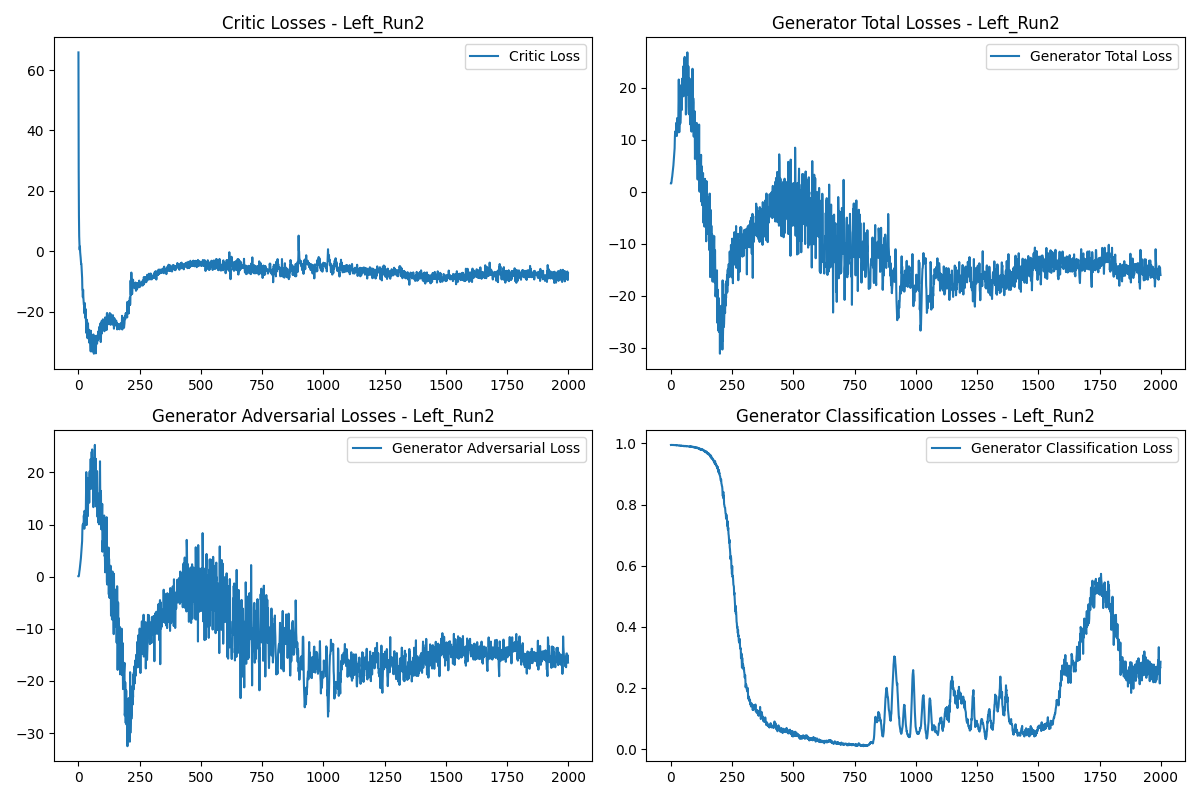 Critic Losses - Left_Run2
Critic Loss
60
40
20
0
−20
0 250 500 750 1000 1250 1500 1750 2000
Generator Total Losses - Left_Run2
Generator Total Loss
20
10
0
−10
−20
−30
0 250 500 750 1000 1250 1500 1750 2000
Generator Adversarial Losses - Left_Run2
Generator Adversarial Loss
20
10
0
−10
−20
−30
0 250 500 750 1000 1250 1500 1750 2000
Generator Classification Losses - Left_Run2
Generator Classification Loss
1.0
0.8
0.6
0.4
0.2
0.0
0 250 500 750 1000 1250 1500 1750 2000